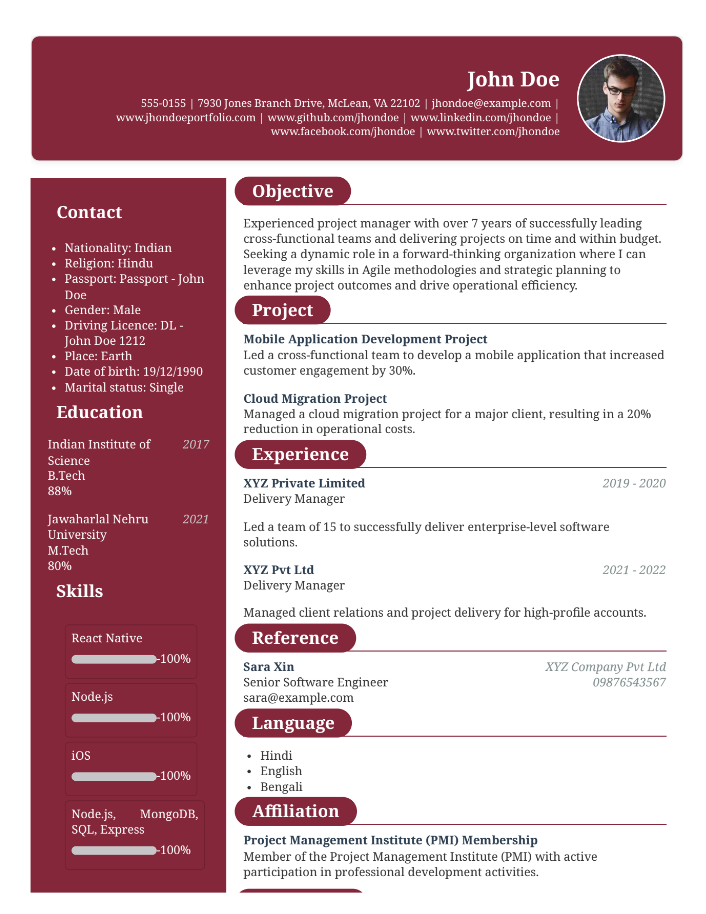 John Doe
555-0155 | 7930 Jones Branch Drive, McLean, VA 22102 | jhondoe@example.com |
www.jhondoeportfolio.com | www.github.com/jhondoe | www.linkedin.com/jhondoe |
www.facebook.com/jhondoe | www.twitter.com/jhondoe
Contact
• Nationality: Indian
• Religion: Hindu
• Passport: Passport - John
Doe
• Gender: Male
• Driving Licence: DL -
John Doe 1212
• Place: Earth
• Date of birth: 19/12/1990
• Marital status: Single
Education
Indian Institute of 2017
Science
B.Tech
88%
Jawaharlal Nehru 2021
University
M.Tech
80%
Skills
React Native
-100%
Node.js
-100%
iOS
-100%
Node.js, MongoDB,
SQL, Express
-100%
Objective
Experienced project manager with over 7 years of successfully leading
cross-functional teams and delivering projects on time and within budget.
Seeking a dynamic role in a forward-thinking organization where I can
leverage my skills in Agile methodologies and strategic planning to
enhance project outcomes and drive operational efficiency.
Project
Mobile Application Development Project
Led a cross-functional team to develop a mobile application that increased
customer engagement by 30%.
Cloud Migration Project
Managed a cloud migration project for a major client, resulting in a 20%
reduction in operational costs.
Experience
XYZ Private Limited 2019 - 2020
Delivery Manager
Led a team of 15 to successfully deliver enterprise-level software
solutions.
XYZ Pvt Ltd 2021 - 2022
Delivery Manager
Managed client relations and project delivery for high-profile accounts.
Reference
Sara Xin XYZ Company Pvt Ltd
Senior Software Engineer 09876543567
sara@example.com
Language
• Hindi
• English
• Bengali
Affiliation
Project Management Institute (PMI) Membership
Member of the Project Management Institute (PMI) with active
participation in professional development activities.